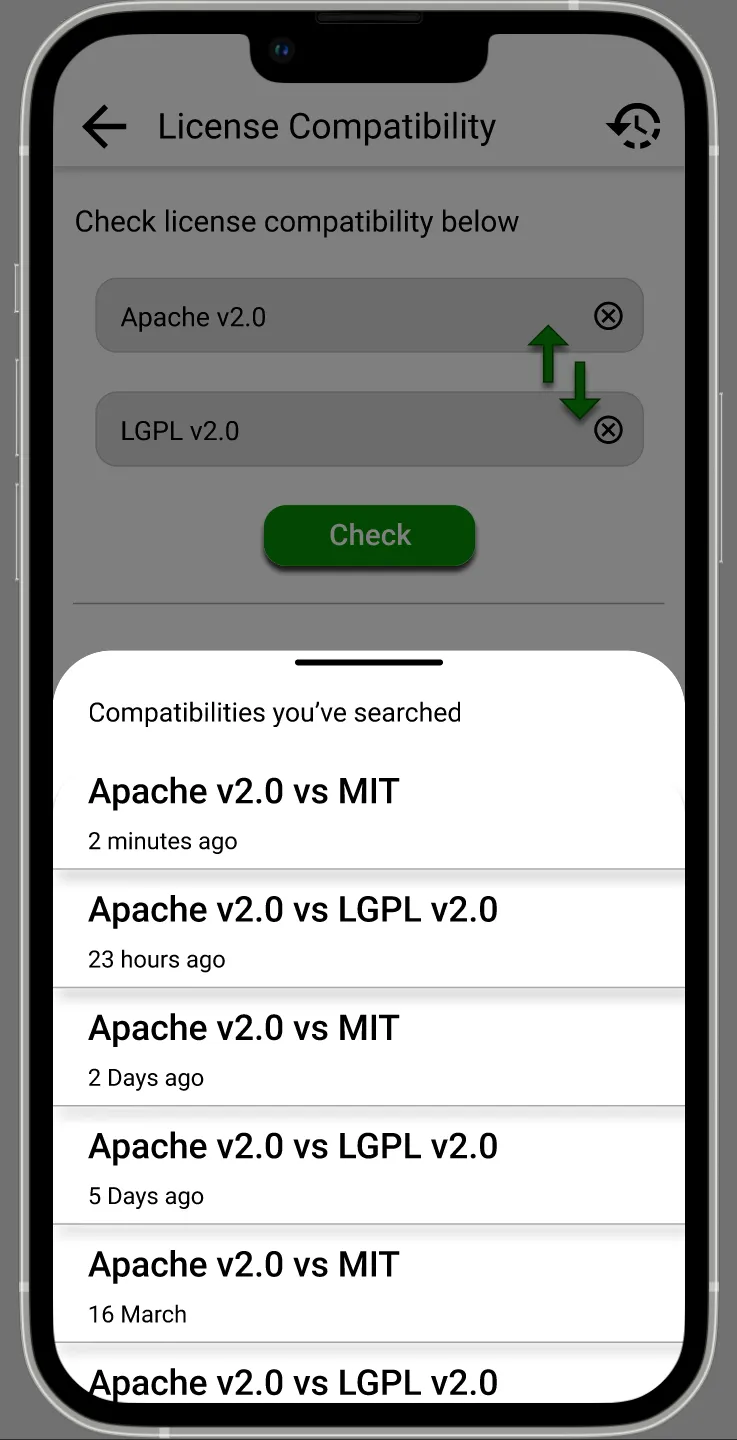 License Compatibility
Check license compatibility below
Apache v2.0
LGPL v2.0
Check
Compatibilities you’ve searched
Apache v2.0 vs MIT
2 minutes ago
Apache v2.0 vs LGPL v2.0
23 hours ago
Apache v2.0 vs MIT
2 Days ago
Apache v2.0 vs LGPL v2.0
5 Days ago
Apache v2.0 vs MIT
16 March
Apache v2.0 vs LGPL v2.0